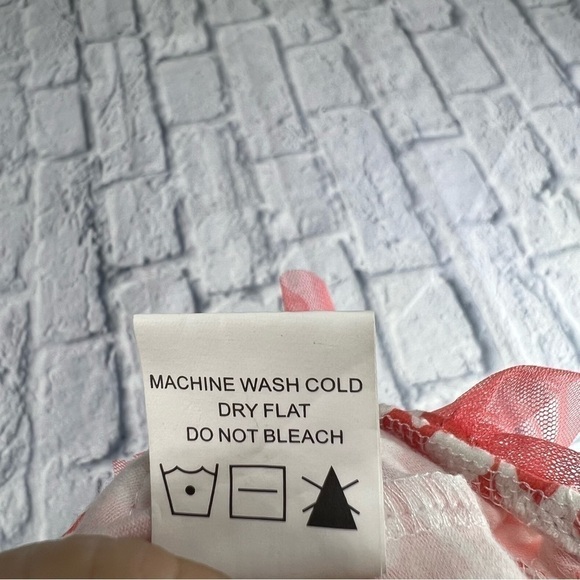 MACHINE WASH COLD
DRY FLAT
DO NOT BLEACH